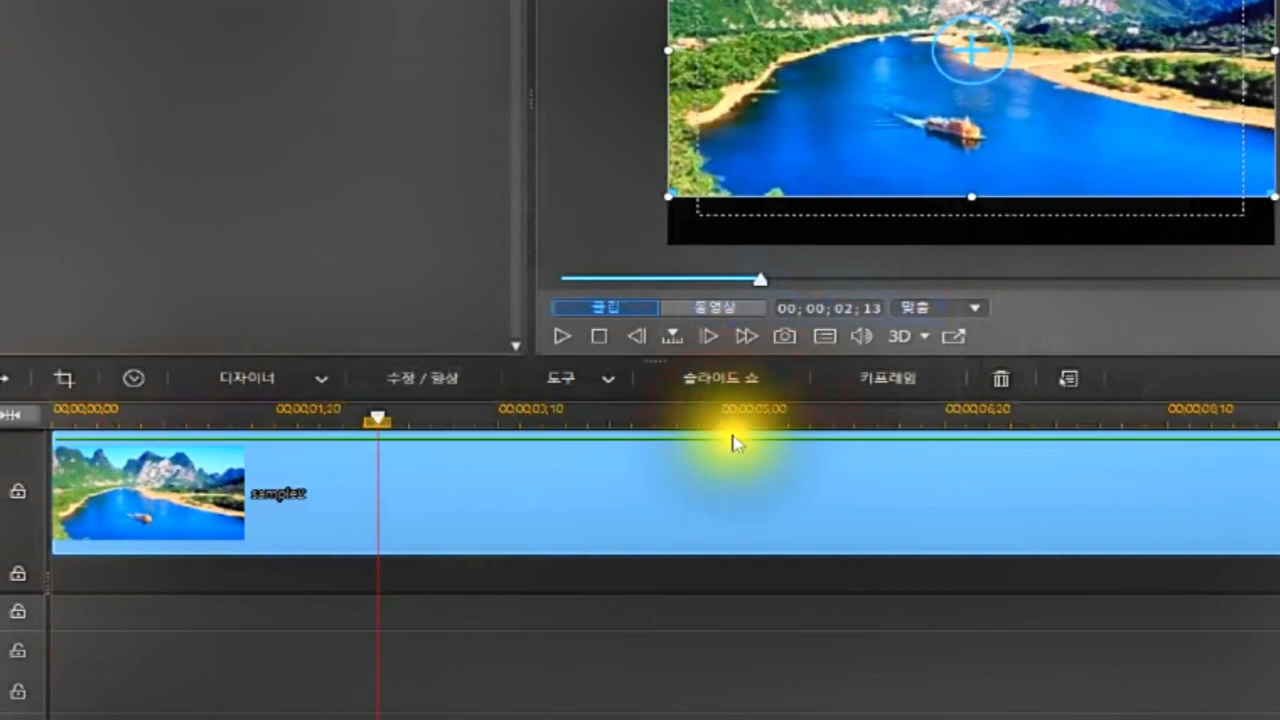 클립 동영상 00; 00; 02; 13 맞춤
3D
디자이너 수정 / 향상 도구 슬라이드 쇼 키프레임
00;00;00;00 00;00;01;20 00;00;03;10 00;00;05;00 00;00;06;20 00;00;08;10
sample2